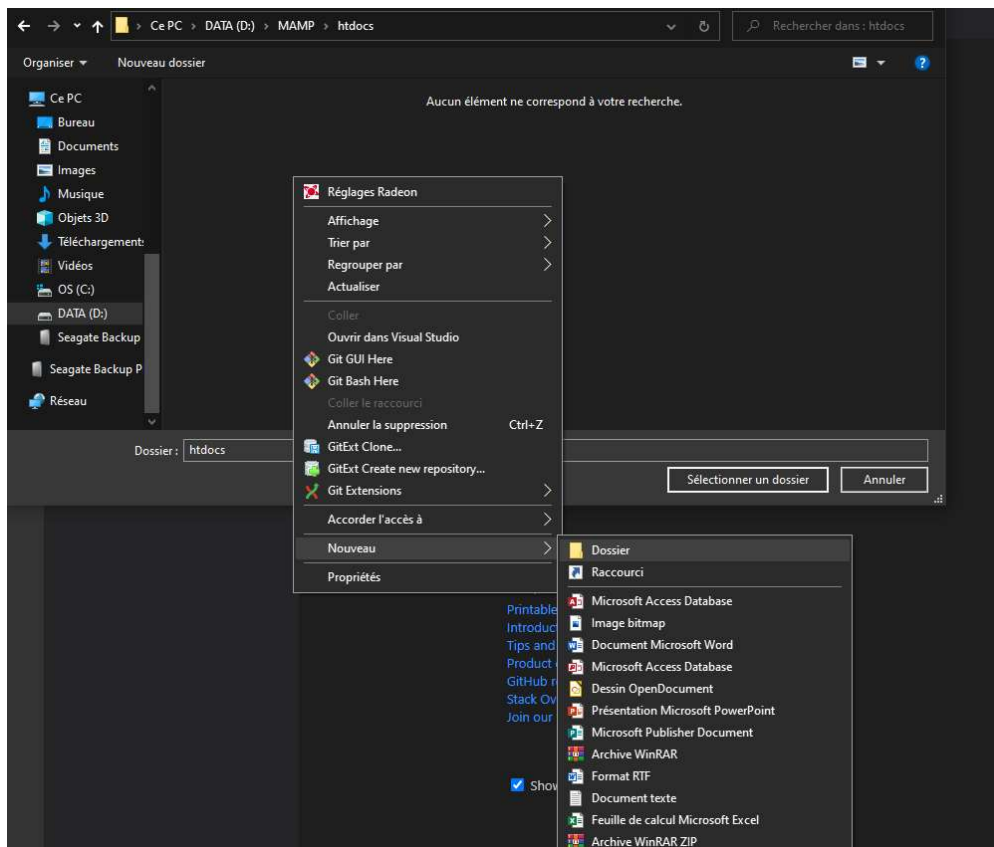 Ce PC > DATA (D:) > MAMP > htdocs
Rechercher dans : htdocs
Organiser
Nouveau dossier
Ce PC
Bureau
Documents
Images
Musique
Objets 3D
Téléchargements
Vidéos
OS (C:)
DATA (D:)
Seagate Backup
Seagate Backup P
Réseau
Aucun élément ne correspond à votre recherche.
Dossier : htdocs
Sélectionner un dossier
Annuler
Réglages Radeon
Affichage
Trier par
Regrouper par
Actualiser
Coller
Ouvrir dans Visual Studio
Git GUI Here
Git Bash Here
Coller le raccourci
Annuler la suppression Ctrl+Z
GitExt Clone...
GitExt Create new repository...
Git Extensions
Accorder l'accès à
Nouveau
Propriétés
Dossier
Raccourci
Microsoft Access Database
Image bitmap
Document Microsoft Word
Microsoft Access Database
Dessin OpenDocument
Présentation Microsoft PowerPoint
Microsoft Publisher Document
Archive WinRAR
Format RTF
Document texte
Feuille de calcul Microsoft Excel
Archive WinRAR ZIP
Printable
Introduc
Tips and
Product
GitHub r
Stack Ov
Join our
Show